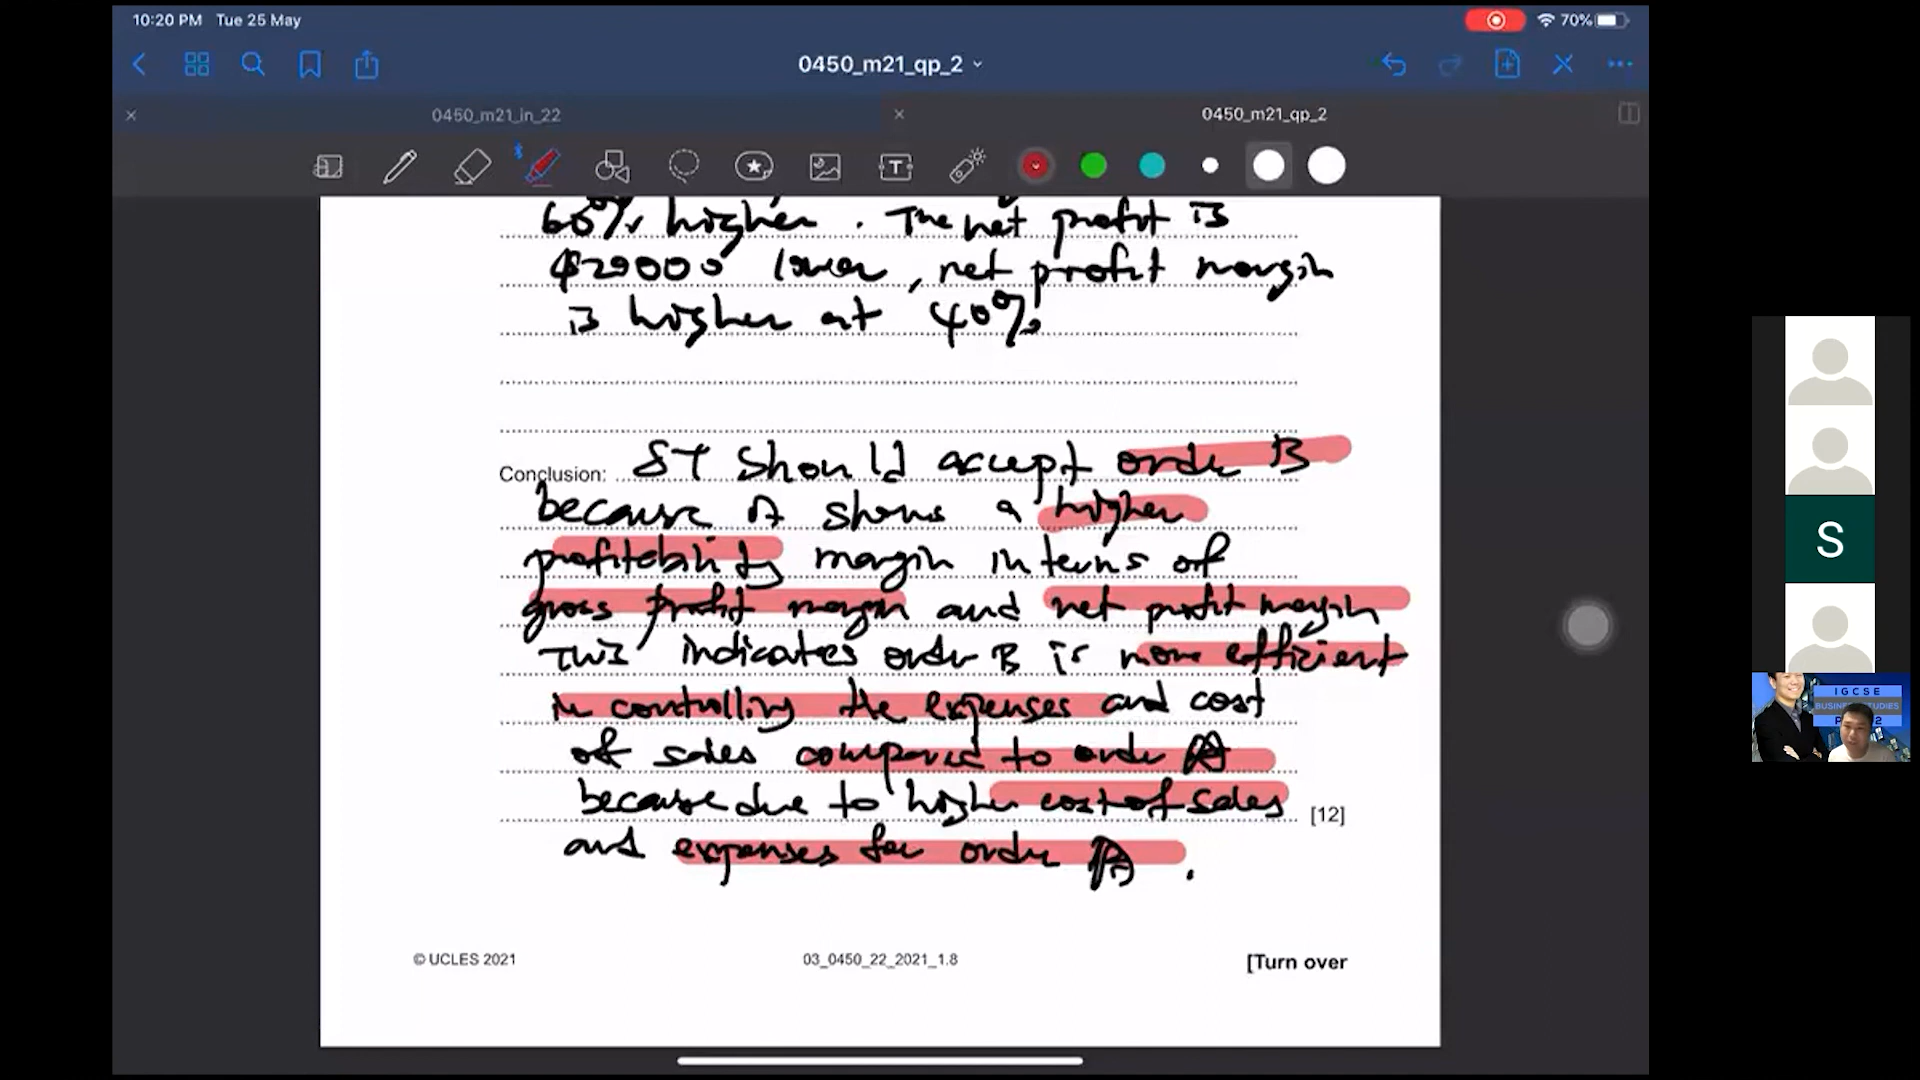 10:20 PM Tue 25 May
70%
0450_m21_qp_2
0450_m21_in_22
0450_m21_qp_2
60% higher. The net profit is
$29000 lower, net profit margin
is higher at 40%
Conclusion: ST should accept order B
because it shows a higher
profitability margin in terms of
gross profit margin and net profit margin
This indicates order B is more efficient
in controlling the expenses and cost
of sales compared to order A
because due to higher cost of sales
[12]
and expenses for order A.
© UCLES 2021
03_0450_22_2021_1.8
[Turn over
S
IGCSE
BUSINESS STUDIES